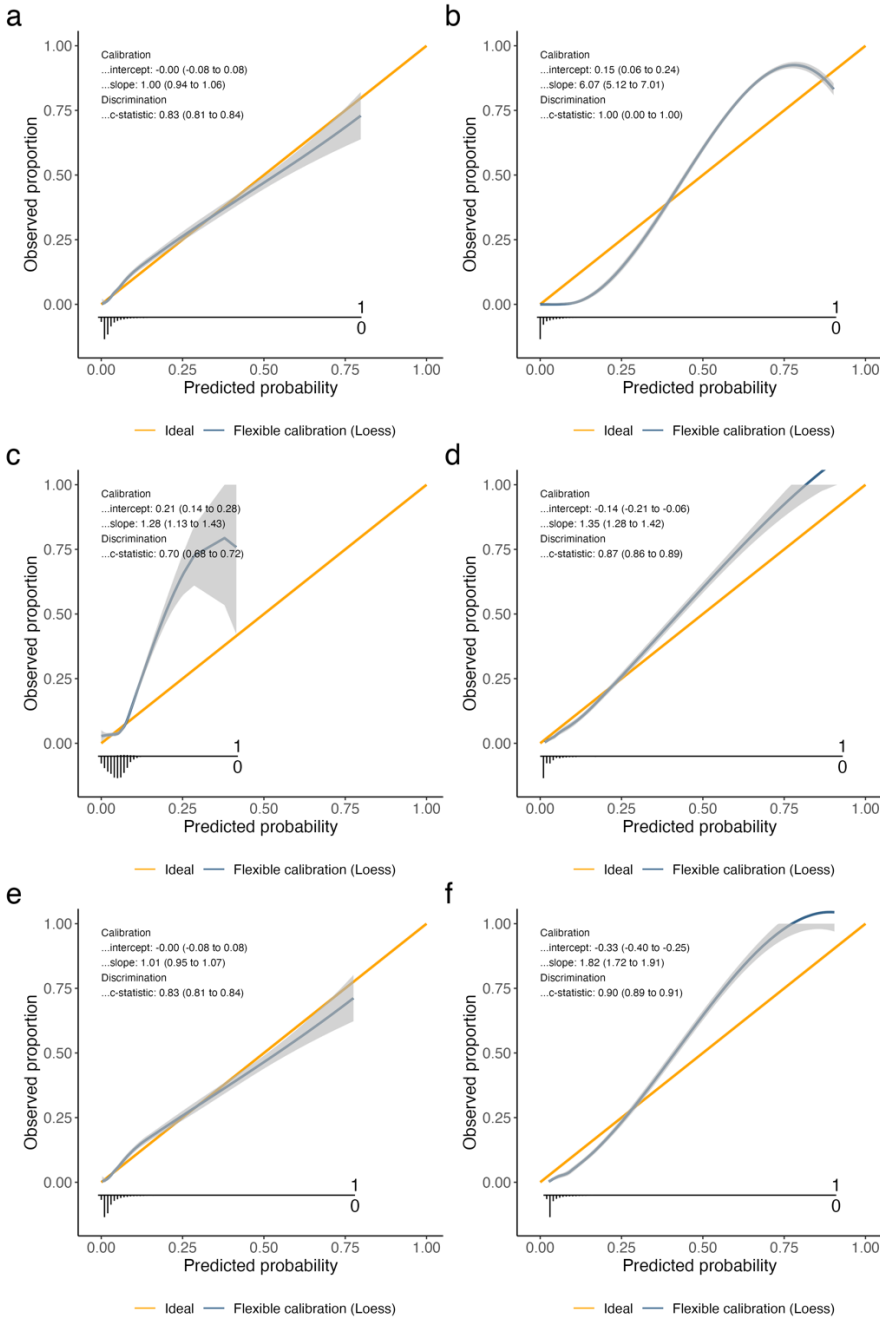 a
1.00
0.75
0.50
0.25
0.00
Observed proportion
Calibration
...intercept: -0.00 (-0.08 to 0.08)
...slope: 1.00 (0.94 to 1.06)
Discrimination
...c-statistic: 0.83 (0.81 to 0.84)
1
0
0.00 0.25 0.50 0.75 1.00
Predicted probability
Ideal Flexible calibration (Loess)
b
1.00
0.75
0.50
0.25
0.00
Observed proportion
Calibration
...intercept: 0.15 (0.06 to 0.24)
...slope: 6.07 (5.12 to 7.01)
Discrimination
...c-statistic: 1.00 (0.00 to 1.00)
1
0
0.00 0.25 0.50 0.75 1.00
Predicted probability
Ideal Flexible calibration (Loess)
c
1.00
0.75
0.50
0.25
0.00
Observed proportion
Calibration
...intercept: 0.21 (0.14 to 0.28)
...slope: 1.28 (1.13 to 1.43)
Discrimination
...c-statistic: 0.70 (0.68 to 0.72)
1
0
0.00 0.25 0.50 0.75 1.00
Predicted probability
Ideal Flexible calibration (Loess)
d
1.00
0.75
0.50
0.25
0.00
Observed proportion
Calibration
...intercept: -0.14 (-0.21 to -0.06)
...slope: 1.35 (1.28 to 1.42)
Discrimination
...c-statistic: 0.87 (0.86 to 0.89)
1
0
0.00 0.25 0.50 0.75 1.00
Predicted probability
Ideal Flexible calibration (Loess)
e
1.00
0.75
0.50
0.25
0.00
Observed proportion
Calibration
...intercept: -0.00 (-0.08 to 0.08)
...slope: 1.01 (0.95 to 1.07)
Discrimination
...c-statistic: 0.83 (0.81 to 0.84)
1
0
0.00 0.25 0.50 0.75 1.00
Predicted probability
Ideal Flexible calibration (Loess)
f
1.00
0.75
0.50
0.25
0.00
Observed proportion
Calibration
...intercept: -0.33 (-0.40 to -0.25)
...slope: 1.82 (1.72 to 1.91)
Discrimination
...c-statistic: 0.90 (0.89 to 0.91)
1
0
0.00 0.25 0.50 0.75 1.00
Predicted probability
Ideal Flexible calibration (Loess)